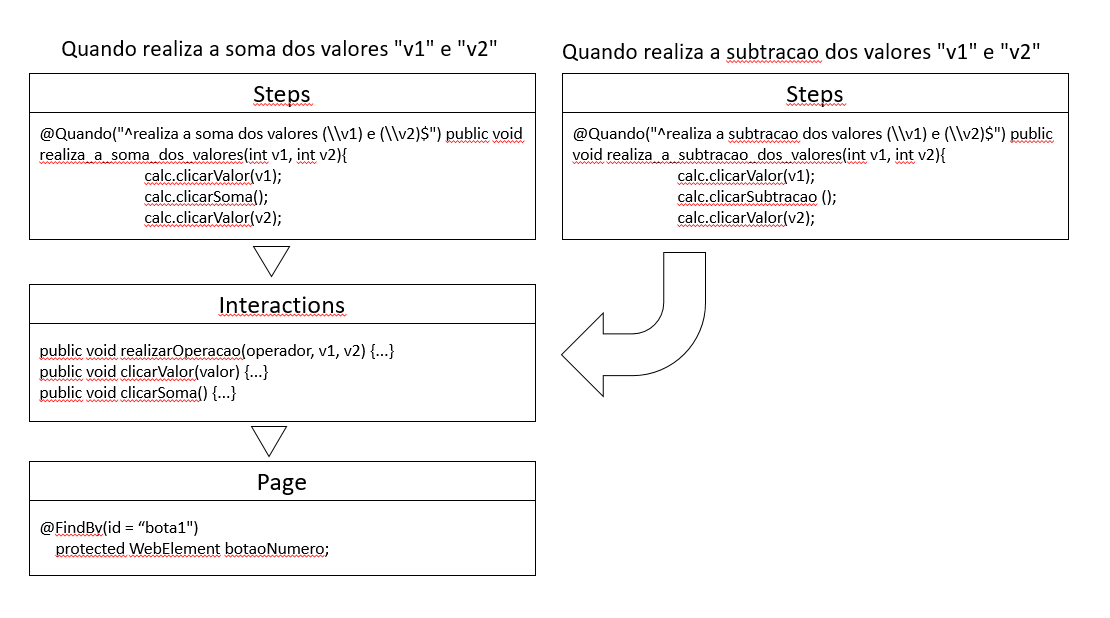 Quando realiza a soma dos valores "v1" e "v2"
Steps
@Quando("^realiza a soma dos valores (\\v1) e (\\v2)$") public void
realiza_a_soma_dos_valores(int v1, int v2){
calc.clicarValor(v1);
calc.clicarSoma();
calc.clicarValor(v2);
Quando realiza a subtracao dos valores "v1" e "v2"
Steps
@Quando("^realiza a subtracao dos valores (\\v1) e (\\v2)$") public
void realiza_a_subtracao_dos_valores(int v1, int v2){
calc.clicarValor(v1);
calc.clicarSubtracao ();
calc.clicarValor(v2);
Interactions
public void realizarOperacao(operador, v1, v2) {...}
public void clicarValor(valor) {...}
public void clicarSoma() {...}
Page
@FindBy(id = “bota1")
protected WebElement botaoNumero;